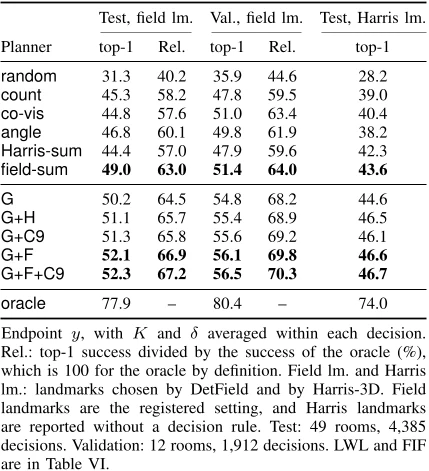 Test, field lm. Val., field lm. Test, Harris lm.
Planner top-1 Rel. top-1 Rel. top-1
random 31.3 40.2 35.9 44.6 28.2
count 45.3 58.2 47.8 59.5 39.0
co-vis 44.8 57.6 51.0 63.4 40.4
angle 46.8 60.1 49.8 61.9 38.2
Harris-sum 44.4 57.0 47.9 59.6 42.3
field-sum 49.0 63.0 51.4 64.0 43.6
G 50.2 64.5 54.8 68.2 44.6
G+H 51.1 65.7 55.4 68.9 46.5
G+C9 51.3 65.8 55.6 69.2 46.1
G+F 52.1 66.9 56.1 69.8 46.6
G+F+C9 52.3 67.2 56.5 70.3 46.7
oracle 77.9 – 80.4 – 74.0
Endpoint y, with K and δ averaged within each decision.
Rel.: top-1 success divided by the success of the oracle (%),
which is 100 for the oracle by definition. Field lm. and Harris
lm.: landmarks chosen by DetField and by Harris-3D. Field
landmarks are the registered setting, and Harris landmarks
are reported without a decision rule. Test: 49 rooms, 4,385
decisions. Validation: 12 rooms, 1,912 decisions. LWL and FIF
are in Table VI.